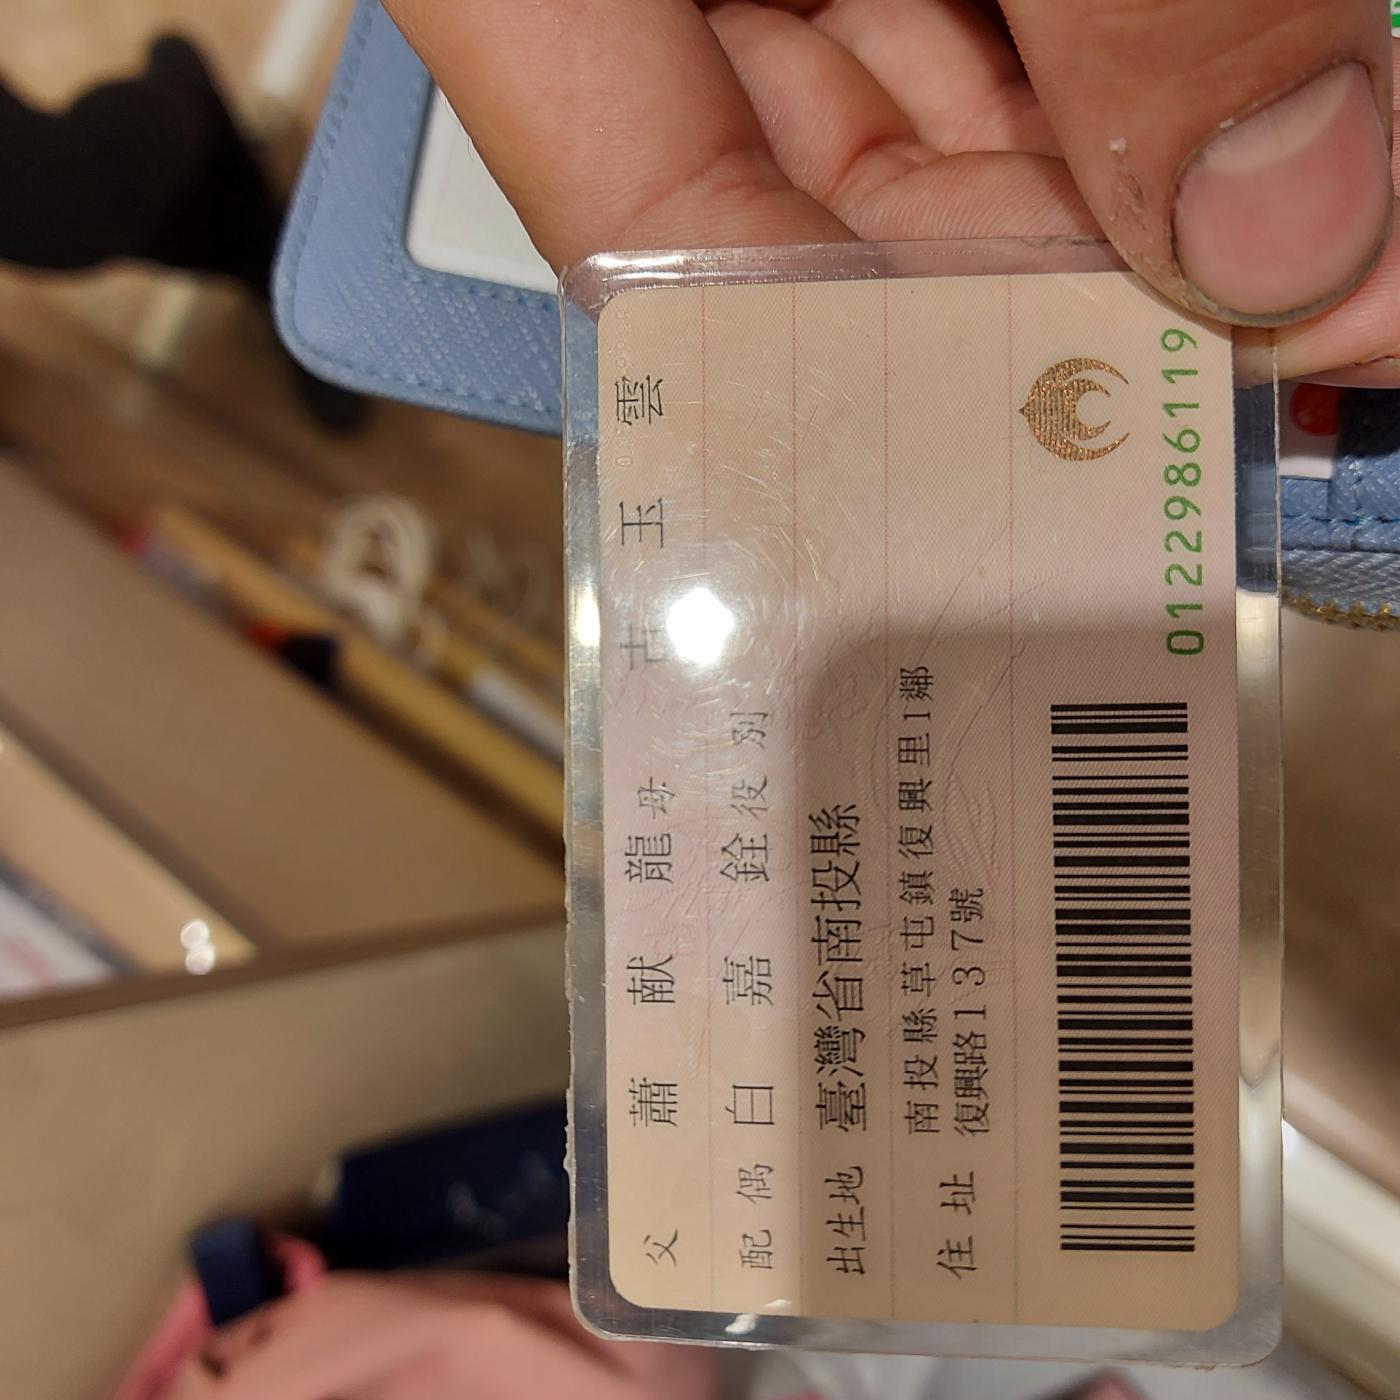 父 蕭 献 龍 母 古 玉 雲
配偶 白 嘉 銓 役別
出生地 臺灣省南投縣
住址 南投縣草屯鎮復興里1鄰
復興路137號
0122986119